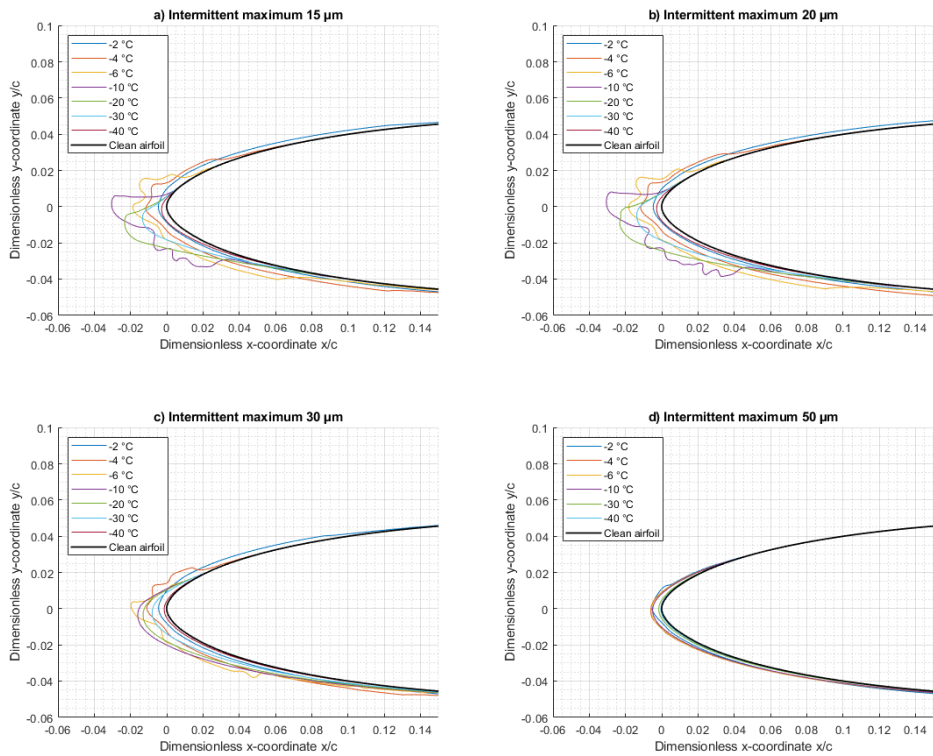 a) Intermittent maximum 15 µm
0.1
0.08
0.06
0.04
0.02
0
-0.02
-0.04
-0.06
Dimensionless y-coordinate y/c
-2 °C
-4 °C
-6 °C
-10 °C
-20 °C
-30 °C
-40 °C
Clean airfoil
-0.06 -0.04 -0.02 0 0.02 0.04 0.06 0.08 0.1 0.12 0.14
Dimensionless x-coordinate x/c
b) Intermittent maximum 20 µm
0.1
0.08
0.06
0.04
0.02
0
-0.02
-0.04
-0.06
Dimensionless y-coordinate y/c
-2 °C
-4 °C
-6 °C
-10 °C
-20 °C
-30 °C
-40 °C
Clean airfoil
-0.06 -0.04 -0.02 0 0.02 0.04 0.06 0.08 0.1 0.12 0.14
Dimensionless x-coordinate x/c
c) Intermittent maximum 30 µm
0.1
0.08
0.06
0.04
0.02
0
-0.02
-0.04
-0.06
Dimensionless y-coordinate y/c
-2 °C
-4 °C
-6 °C
-10 °C
-20 °C
-30 °C
-40 °C
Clean airfoil
-0.06 -0.04 -0.02 0 0.02 0.04 0.06 0.08 0.1 0.12 0.14
Dimensionless x-coordinate x/c
d) Intermittent maximum 50 µm
0.1
0.08
0.06
0.04
0.02
0
-0.02
-0.04
-0.06
Dimensionless y-coordinate y/c
-2 °C
-4 °C
-6 °C
-10 °C
-20 °C
-30 °C
-40 °C
Clean airfoil
-0.06 -0.04 -0.02 0 0.02 0.04 0.06 0.08 0.1 0.12 0.14
Dimensionless x-coordinate x/c